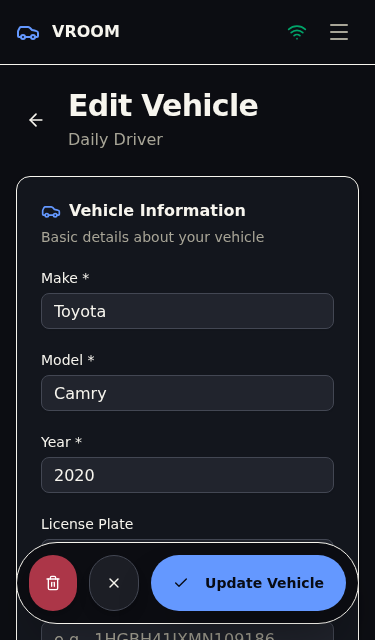 VROOM
Edit Vehicle
Daily Driver
Vehicle Information
Basic details about your vehicle
Make *
Toyota
Model *
Camry
Year *
2020
License Plate
Update Vehicle
e.g., 1HGBH41JXMN109186